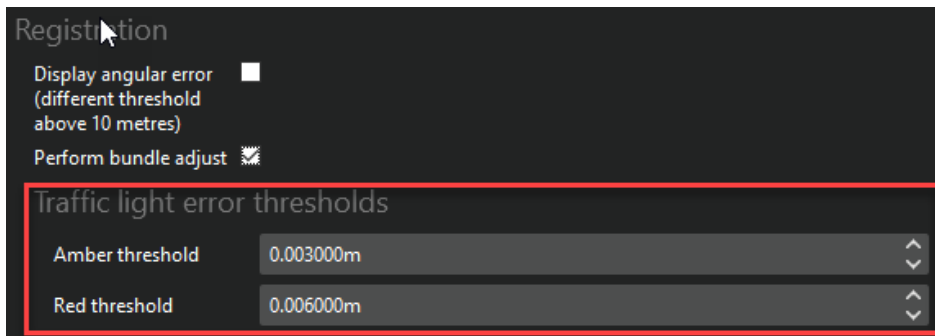 Registration
Display angular error
(different threshold
above 10 metres)
Perform bundle adjust
Traffic light error thresholds
Amber threshold 0.003000m
Red threshold 0.006000m